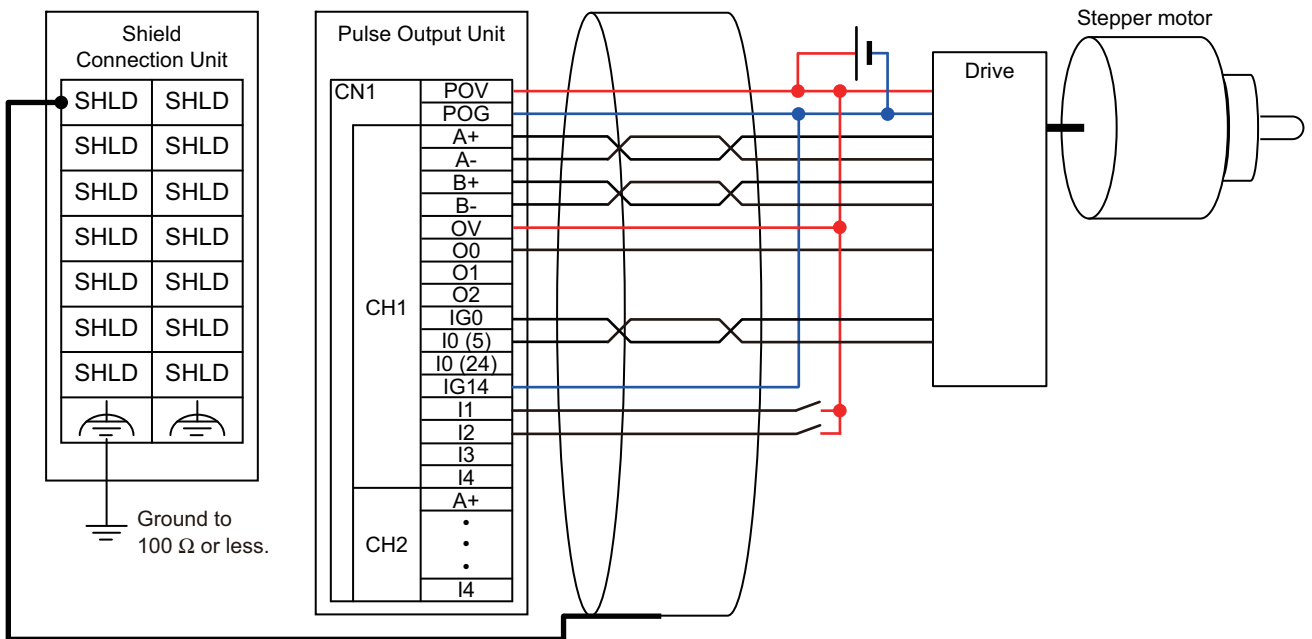 Shield
Connection Unit
SHLD SHLD
SHLD SHLD
SHLD SHLD
SHLD SHLD
SHLD SHLD
SHLD SHLD
SHLD SHLD
Ground to
100 Ω or less.
Pulse Output Unit
CN1
POV
POG
CH1
A+
A-
B+
B-
OV
O0
O1
O2
IG0
I0 (5)
I0 (24)
IG14
I1
I2
I3
I4
CH2
A+
I4
Drive
Stepper motor